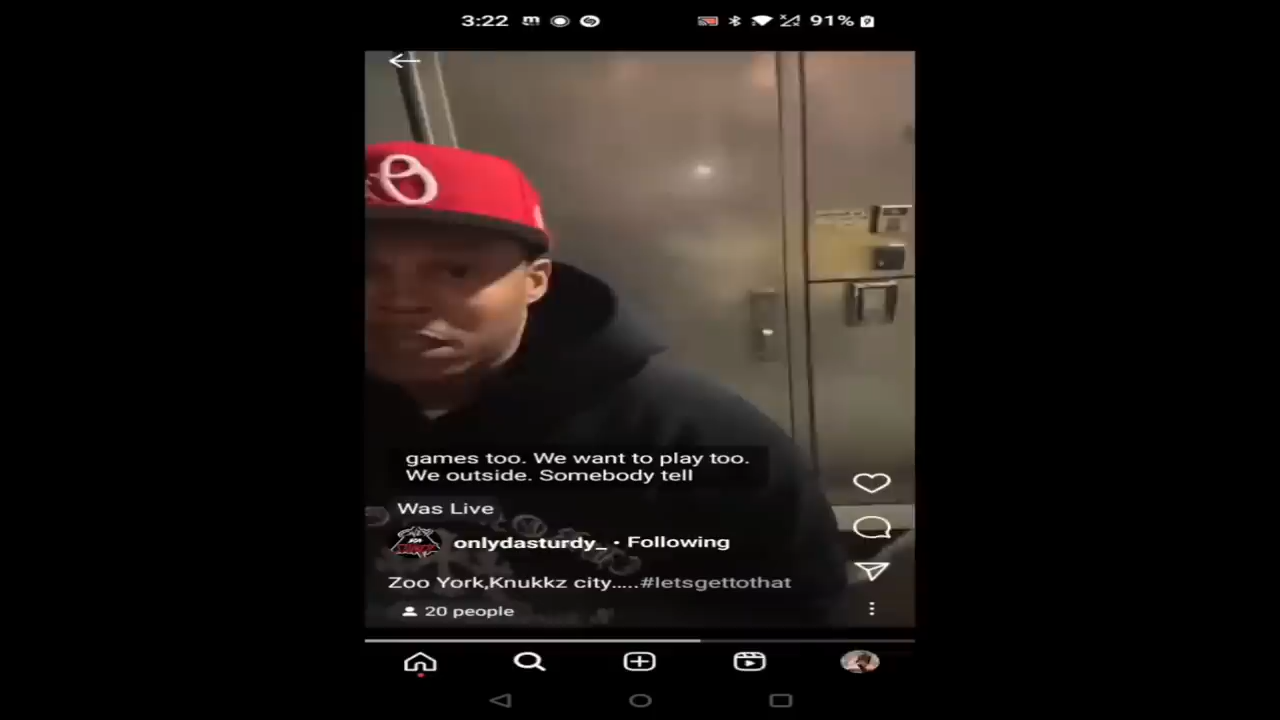 3:22 91%
O
games too. We want to play too.
We outside. Somebody tell
Was Live
onlydasturdy_ • Following
Zoo York,Knukkz city.....#letsgettothat
20 people